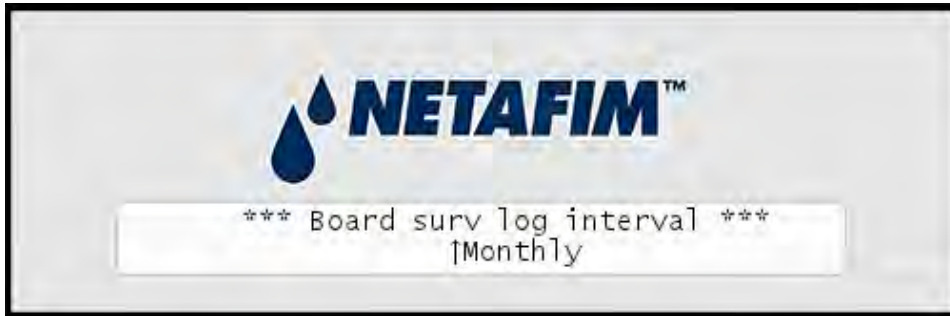 NETAFIM™
*** Board surv log interval ***
↑Monthly